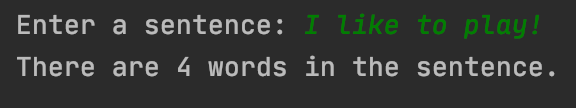 Enter a sentence: I like to play!
There are 4 words in the sentence.